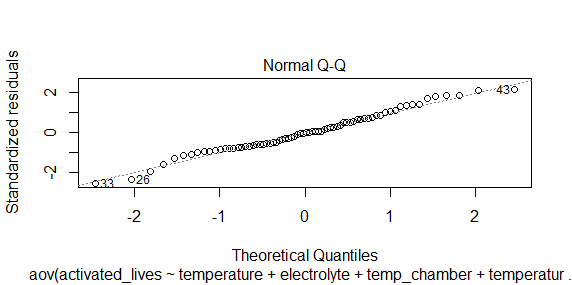 Normal Q-Q
Standardized residuals
2
0
-2
43
33
26
-2
-1
0
1
2
Theoretical Quantiles
aov(activated_lives ~ temperature + electrolyte + temp_chamber + temperatur .